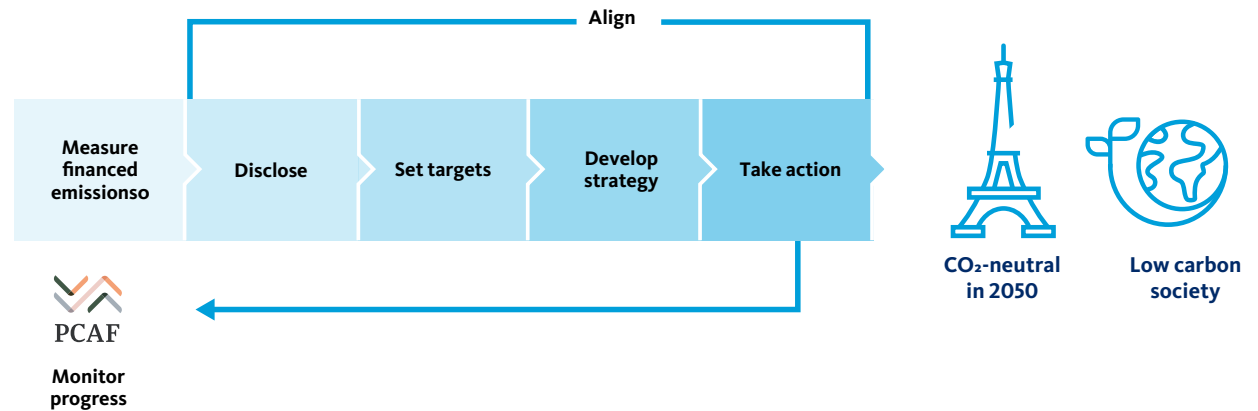 Align
Measure
financed
emissionso
Disclose
Set targets
Develop
strategy
Take action
CO₂-neutral
in 2050
Low carbon
society
PCAF
Monitor
progress